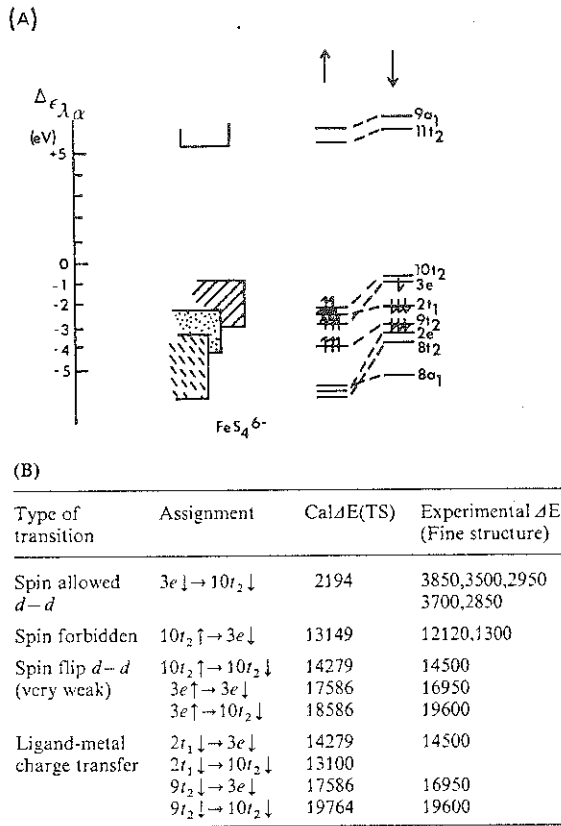 (A)
Δελα
(eV)
+5
0
-1
-2
-3
-4
-5
↑ ↓
9a1
11t2
10t2
3e
2t1
9t2
2e
8t2
8a1
FeS4 6-
(B)
Type of transition Assignment CalΔE(TS) Experimental ΔE (Fine structure)
Spin allowed d–d 3e↓→10t2↓ 2194 3850,3500,2950
3700,2850
Spin forbidden 10t2↑→3e↓ 13149 12120,1300
Spin flip d–d 10t2↑→10t2↓ 14279 14500
(very weak) 3e↑→3e↓ 17586 16950
3e↑→10t2↓ 18586 19600
Ligand-metal 2t1↓→3e↓ 14279 14500
charge transfer 2t1↓→10t2↓ 13100
9t2↓→3e↓ 17586 16950
9t2↓→10t2↓ 19764 19600